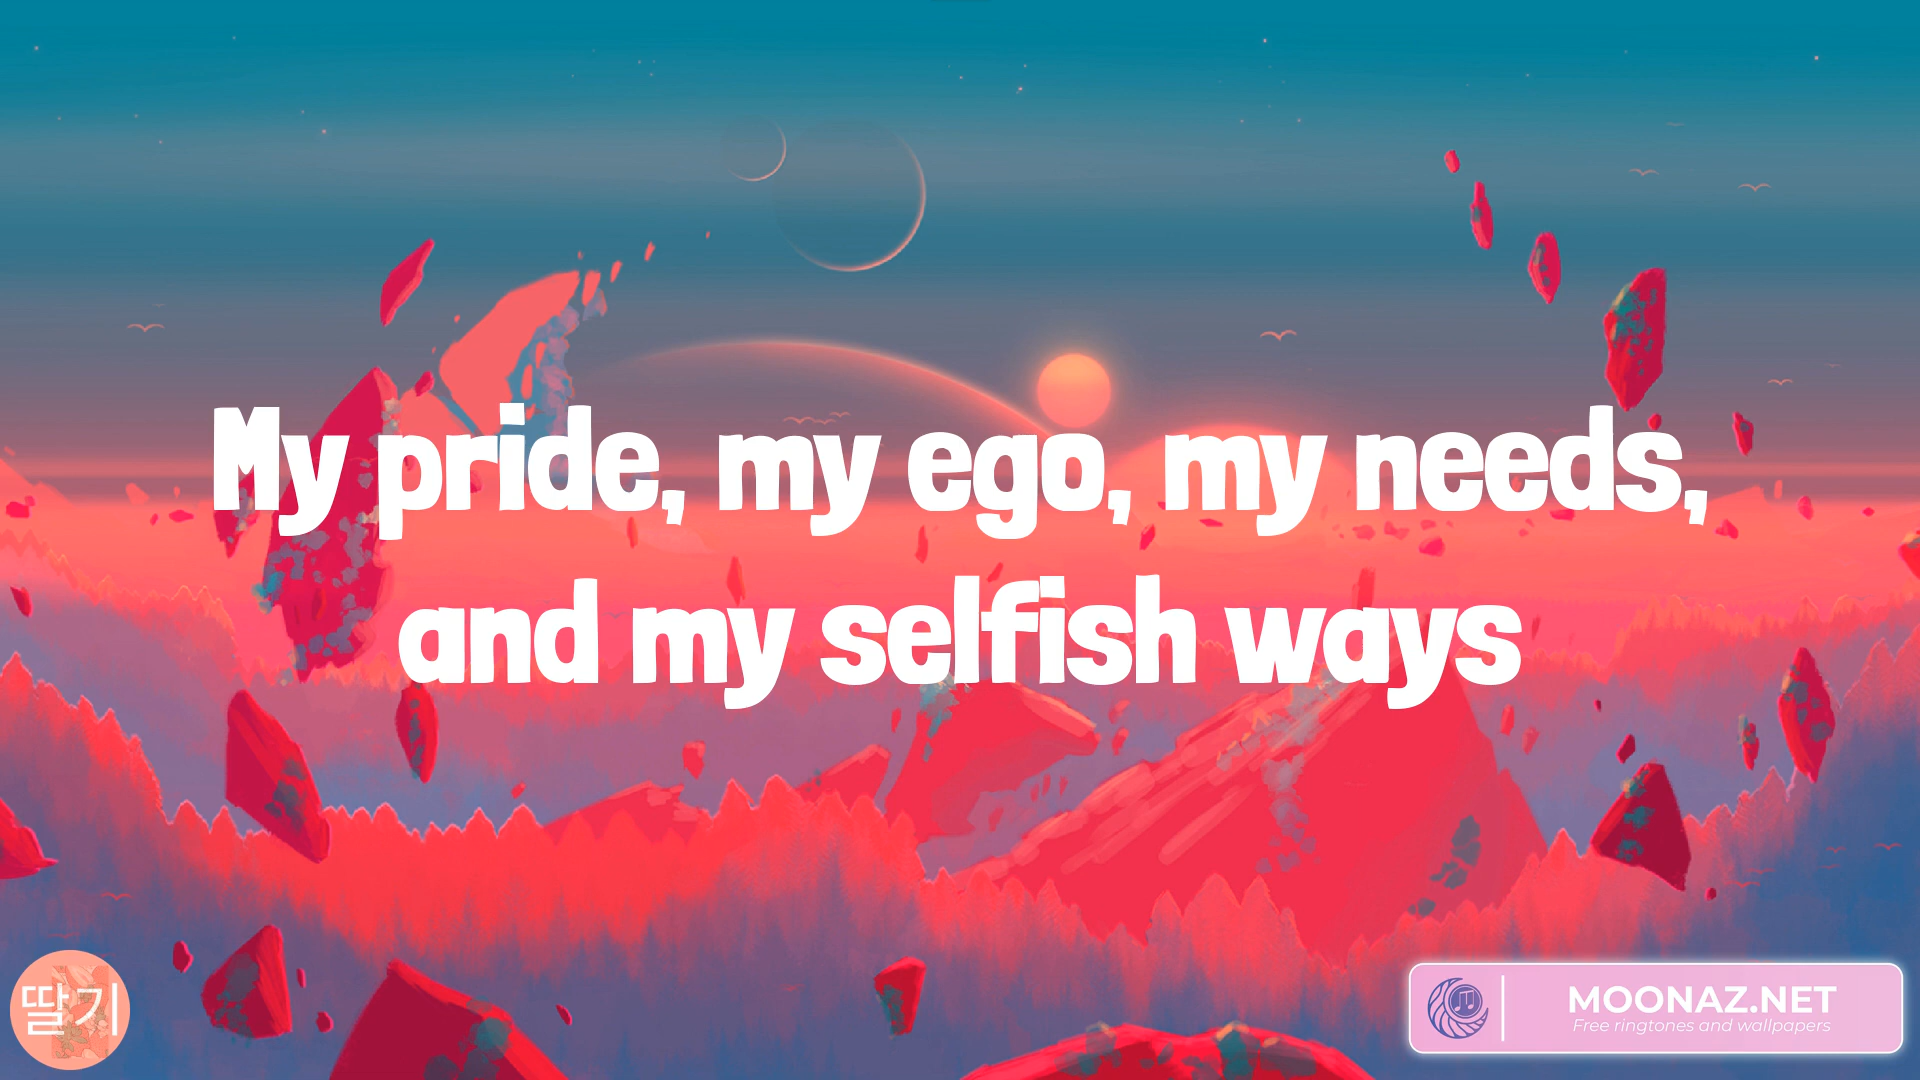 My pride, my ego, my needs,
and my selfish ways
딸기
MOONAZ.NET
Free ringtones and wallpapers